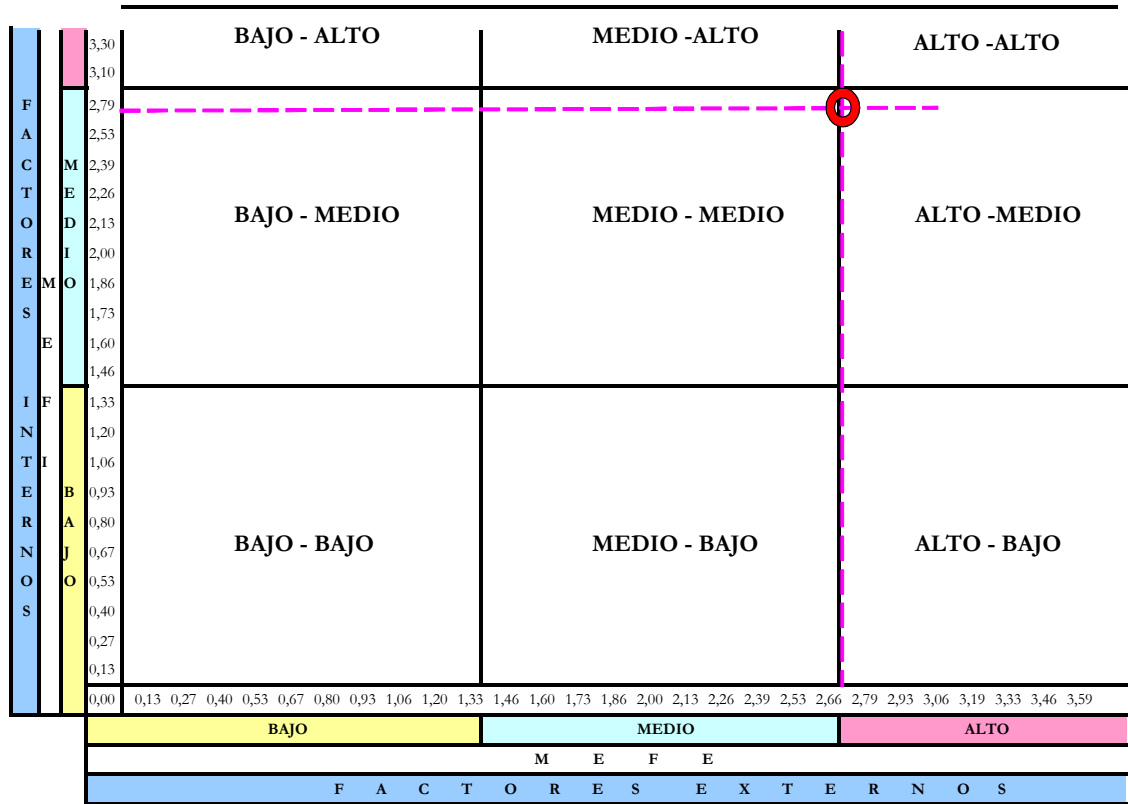 BAJO - ALTO MEDIO -ALTO ALTO -ALTO
3,30
3,10
2,79
2,53
2,39
2,26
BAJO - MEDIO MEDIO - MEDIO ALTO -MEDIO
2,13
2,00
1,86
1,73
1,60
1,46
1,33
1,20
1,06
0,93
0,80
BAJO - BAJO MEDIO - BAJO ALTO - BAJO
0,67
0,53
0,40
0,27
0,13
FACTORES INTERNOS
MEFI
MEDIO
BAJO
0,00 0,13 0,27 0,40 0,53 0,67 0,80 0,93 1,06 1,20 1,33 1,46 1,60 1,73 1,86 2,00 2,13 2,26 2,39 2,53 2,66 2,79 2,93 3,06 3,19 3,33 3,46 3,59
BAJO MEDIO ALTO
M E F E
F A C T O R E S E X T E R N O S